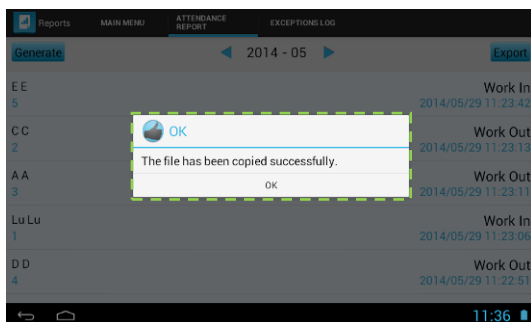 Reports MAIN MENU ATTENDANCE REPORT EXCEPTIONS LOG
Generate 2014 - 05 Export
E E Work In
5 2014/05/29 11:23:42
C C Work Out
2 2014/05/29 11:23:13
A A Work Out
3 2014/05/29 11:23:11
Lu Lu Work In
1 2014/05/29 11:23:06
D D Work Out
4 2014/05/29 11:22:51
OK
The file has been copied successfully.
OK
11:36